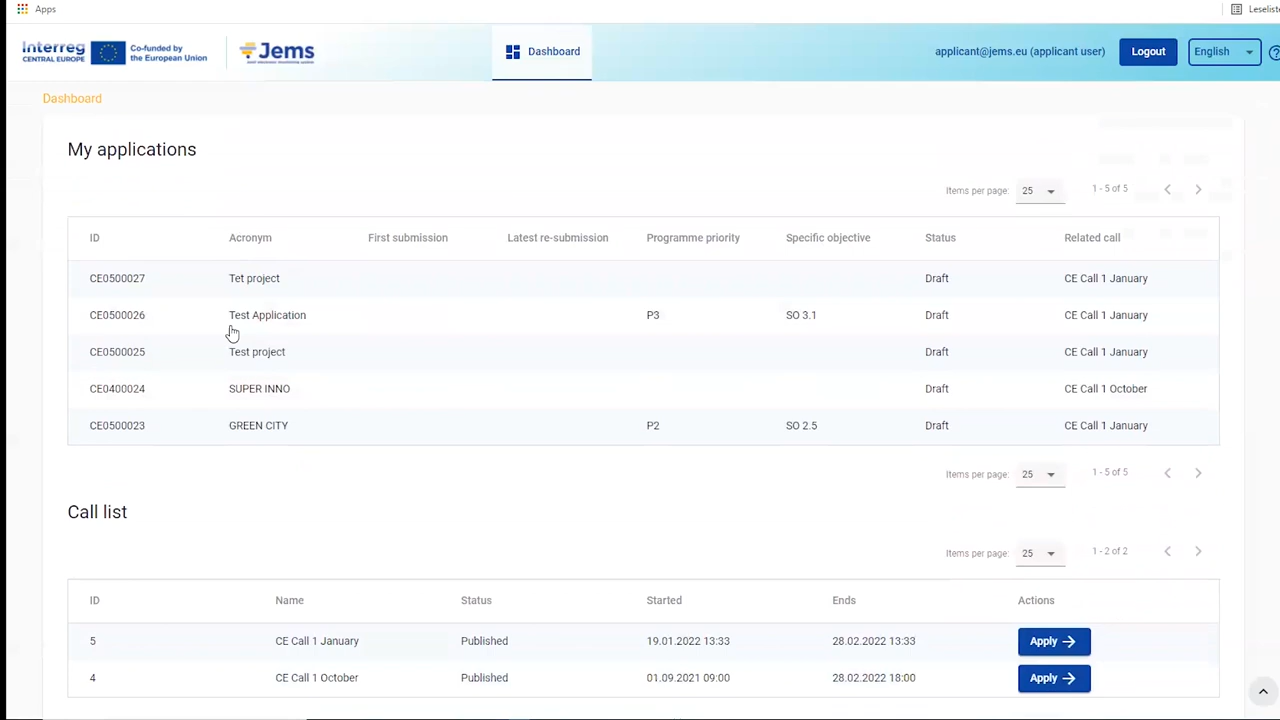 Apps
Leseliste
Interreg
CENTRAL EUROPE
Co-funded by
the European Union
Jems
Dashboard
applicant@jems.eu (applicant user)
Logout
English
Dashboard
My applications
Items per page: 25 1 - 5 of 5
ID Acronym First submission Latest re-submission Programme priority Specific objective Status Related call
CE0500027 Tet project Draft CE Call 1 January
CE0500026 Test Application P3 SO 3.1 Draft CE Call 1 January
CE0500025 Test project Draft CE Call 1 January
CE0400024 SUPER INNO Draft CE Call 1 October
CE0500023 GREEN CITY P2 SO 2.5 Draft CE Call 1 January
Items per page: 25 1 - 5 of 5
Call list
Items per page: 25 1 - 2 of 2
ID Name Status Started Ends Actions
5 CE Call 1 January Published 19.01.2022 13:33 28.02.2022 13:33 Apply
4 CE Call 1 October Published 01.09.2021 09:00 28.02.2022 18:00 Apply